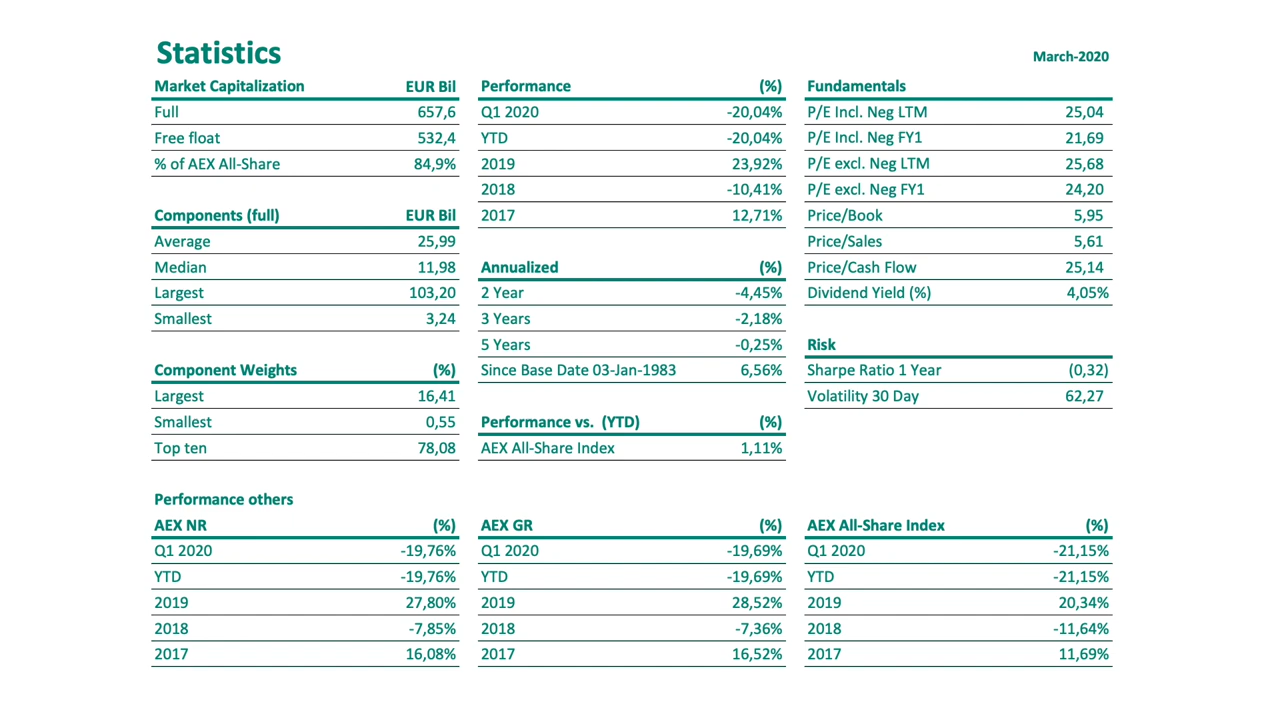 Statistics
March-2020
Market Capitalization EUR Bil
Full 657,6
Free float 532,4
% of AEX All-Share 84,9%
Components (full) EUR Bil
Average 25,99
Median 11,98
Largest 103,20
Smallest 3,24
Component Weights (%)
Largest 16,41
Smallest 0,55
Top ten 78,08
Performance (%)
Q1 2020 -20,04%
YTD -20,04%
2019 23,92%
2018 -10,41%
2017 12,71%
Annualized (%)
2 Year -4,45%
3 Years -2,18%
5 Years -0,25%
Since Base Date 03-Jan-1983 6,56%
Performance vs. (YTD) (%)
AEX All-Share Index 1,11%
Fundamentals
P/E Incl. Neg LTM 25,04
P/E Incl. Neg FY1 21,69
P/E excl. Neg LTM 25,68
P/E excl. Neg FY1 24,20
Price/Book 5,95
Price/Sales 5,61
Price/Cash Flow 25,14
Dividend Yield (%) 4,05%
Risk
Sharpe Ratio 1 Year (0,32)
Volatility 30 Day 62,27
Performance others
AEX NR (%)
Q1 2020 -19,76%
YTD -19,76%
2019 27,80%
2018 -7,85%
2017 16,08%
AEX GR (%)
Q1 2020 -19,69%
YTD -19,69%
2019 28,52%
2018 -7,36%
2017 16,52%
AEX All-Share Index (%)
Q1 2020 -21,15%
YTD -21,15%
2019 20,34%
2018 -11,64%
2017 11,69%